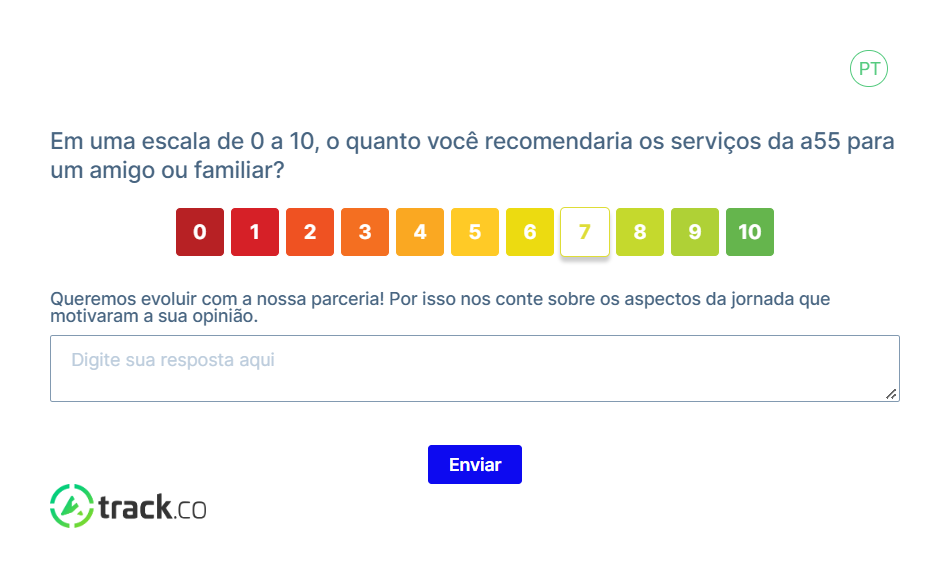 PT
Em uma escala de 0 a 10, o quanto você recomendaria os serviços da a55 para
um amigo ou familiar?
0 1 2 3 4 5 6 7 8 9 10
Queremos evoluir com a nossa parceria! Por isso nos conte sobre os aspectos da jornada que
motivaram a sua opinião.
Digite sua resposta aqui
Enviar
track.co